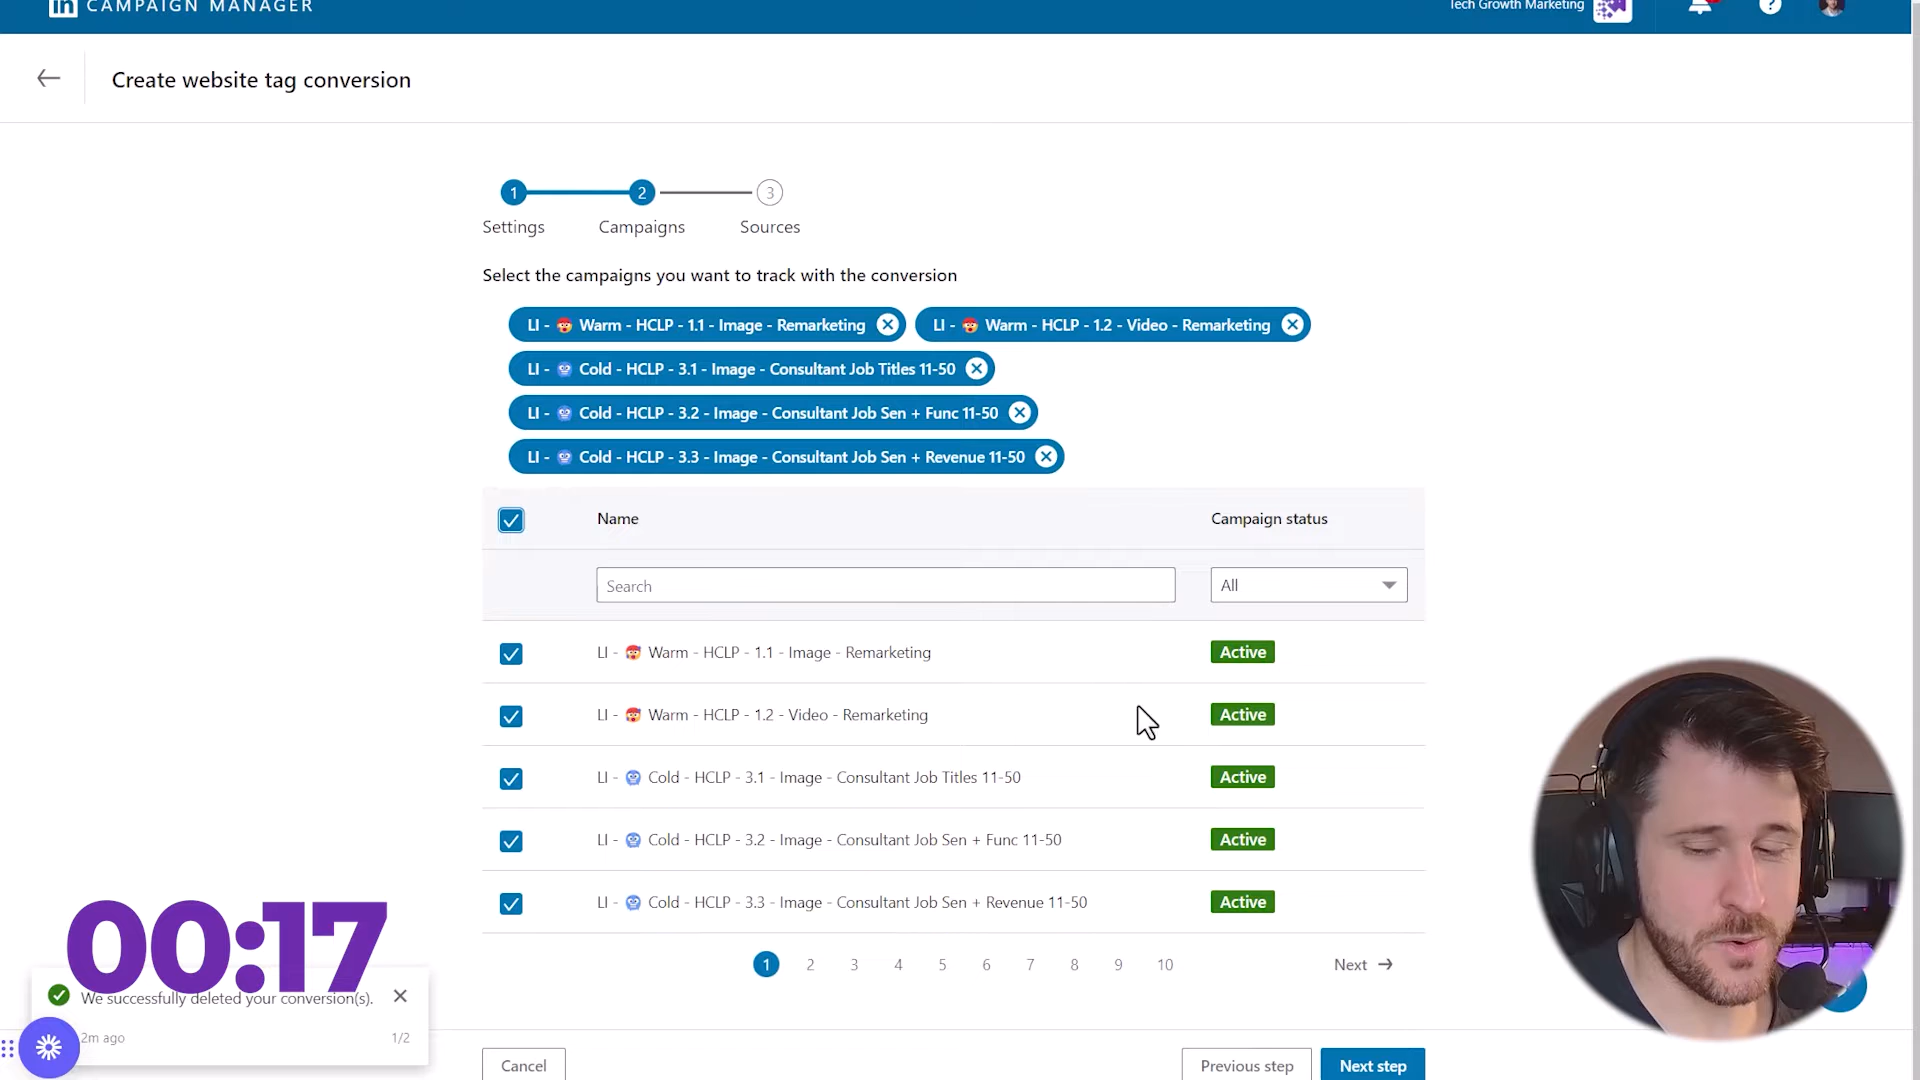 in CAMPAIGN MANAGER
Tech Growth Marketing
Create website tag conversion
1 2 3
Settings Campaigns Sources
Select the campaigns you want to track with the conversion
LI - 🥵 Warm - HCLP - 1.1 - Image - Remarketing
LI - 🥵 Warm - HCLP - 1.2 - Video - Remarketing
LI - 🥶 Cold - HCLP - 3.1 - Image - Consultant Job Titles 11-50
LI - 🥶 Cold - HCLP - 3.2 - Image - Consultant Job Sen + Func 11-50
LI - 🥶 Cold - HCLP - 3.3 - Image - Consultant Job Sen + Revenue 11-50
Name Campaign status
Search All
LI - 🥵 Warm - HCLP - 1.1 - Image - Remarketing Active
LI - 🥵 Warm - HCLP - 1.2 - Video - Remarketing Active
LI - 🥶 Cold - HCLP - 3.1 - Image - Consultant Job Titles 11-50 Active
LI - 🥶 Cold - HCLP - 3.2 - Image - Consultant Job Sen + Func 11-50 Active
LI - 🥶 Cold - HCLP - 3.3 - Image - Consultant Job Sen + Revenue 11-50 Active
1 2 3 4 5 6 7 8 9 10 Next
00:17
We successfully deleted your conversion(s).
2m ago 1/2
Cancel Previous step Next step